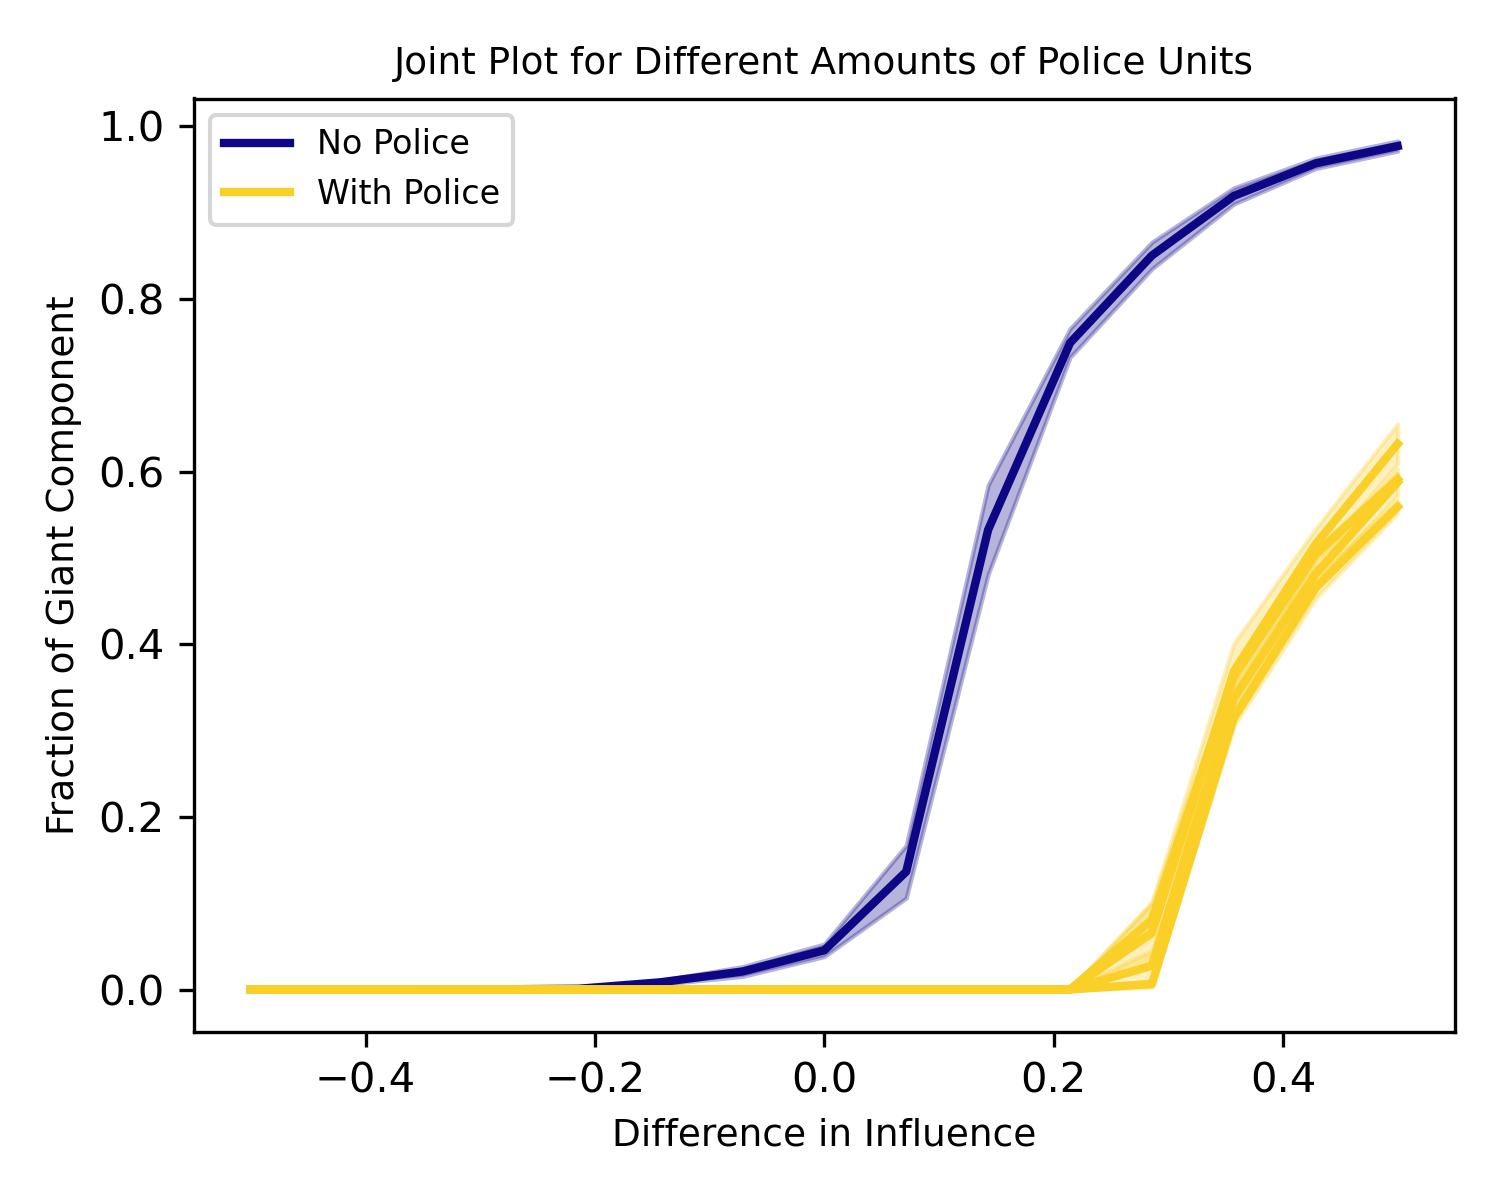 Joint Plot for Different Amounts of Police Units
No Police
With Police
Fraction of Giant Component
1.0
0.8
0.6
0.4
0.2
0.0
−0.4
−0.2
0.0
0.2
0.4
Difference in Influence